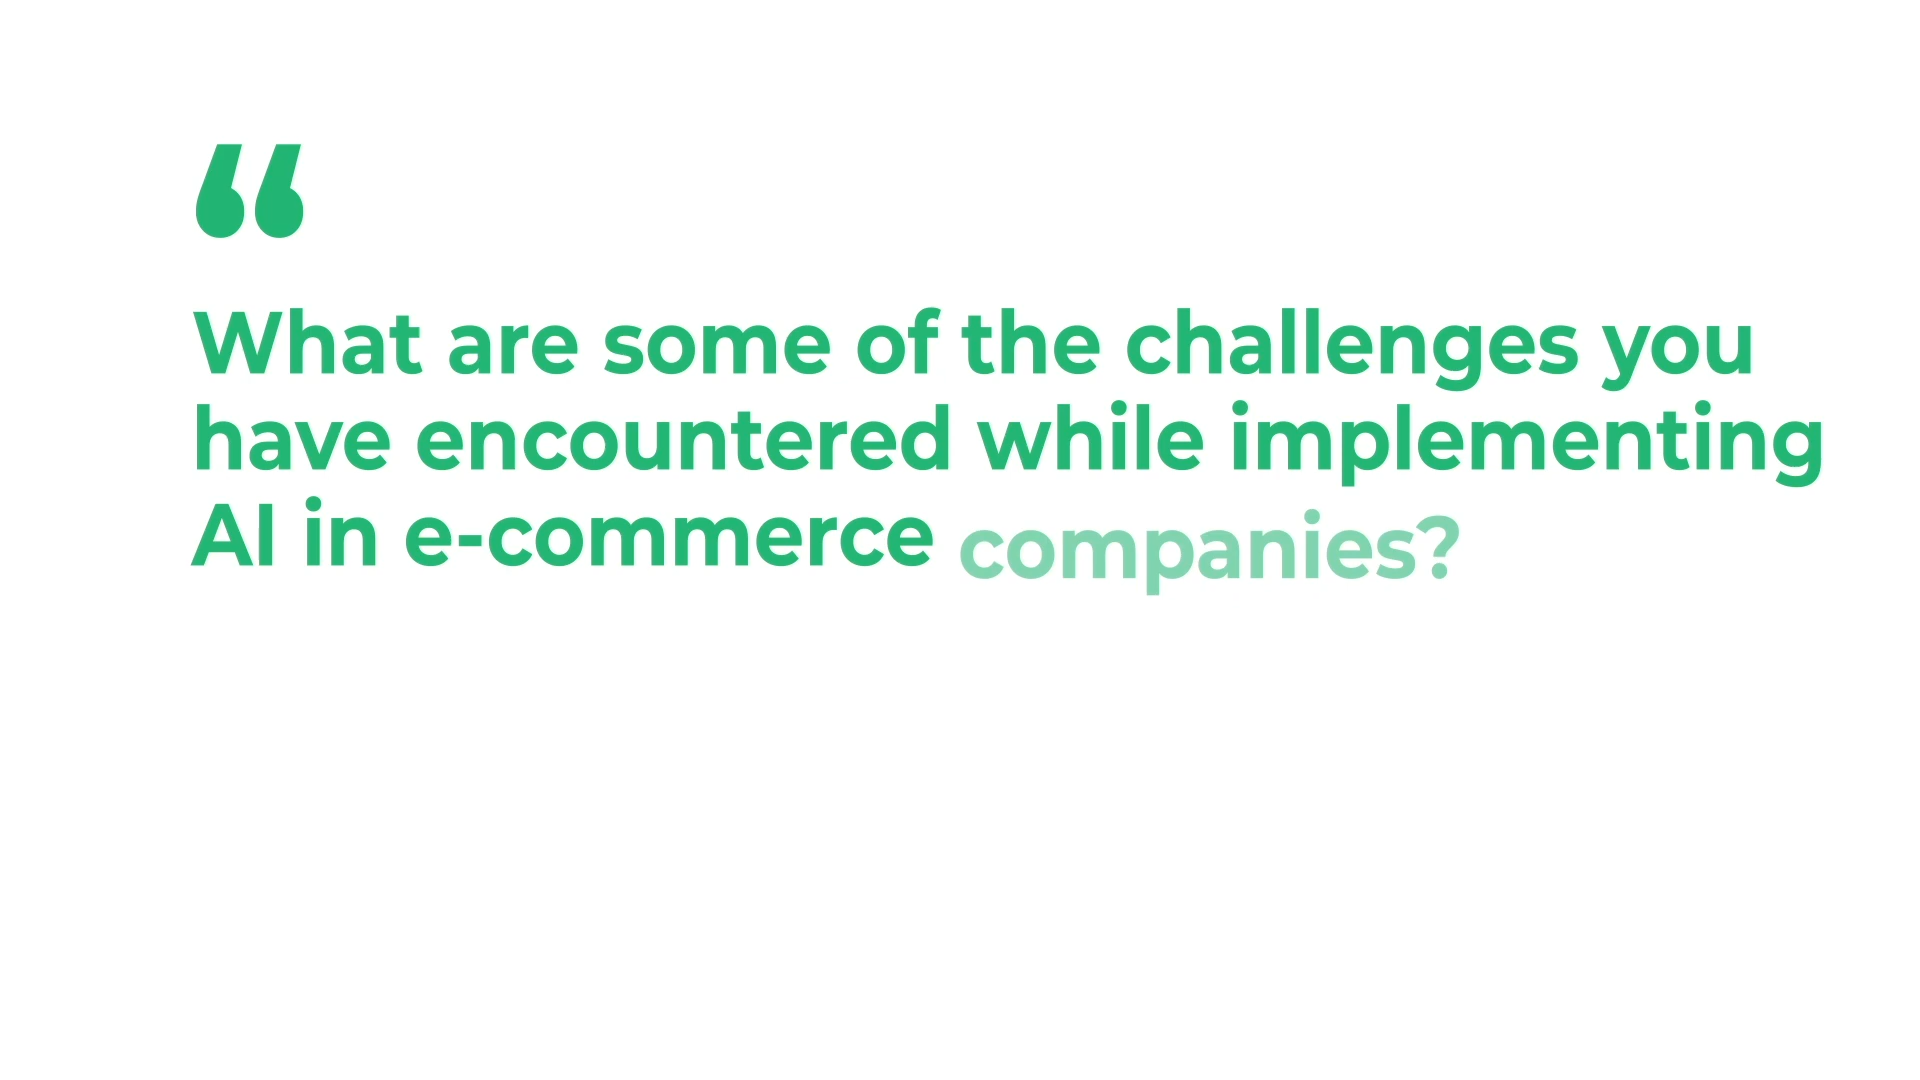 “
What are some of the challenges you
have encountered while implementing
AI in e-commerce companies?